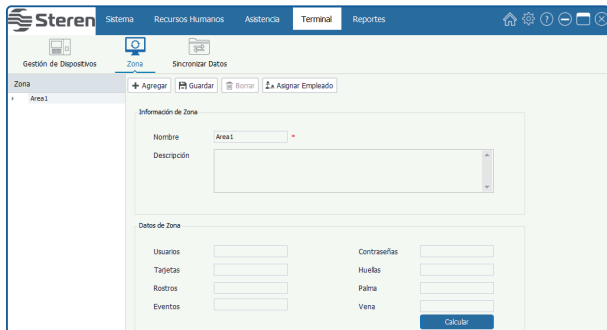 Steren Sistema Recursos Humanos Asistencia Terminal Reportes
Gestión de Dispositivos Zona Sincronizar Datos
Zona
Area1
Agregar Guardar Borrar Asignar Empleado
Información de Zona
Nombre Area1 *
Descripción
Datos de Zona
Usuarios Contraseñas
Tarjetas Huellas
Rostros Palma
Eventos Vena
Calcular